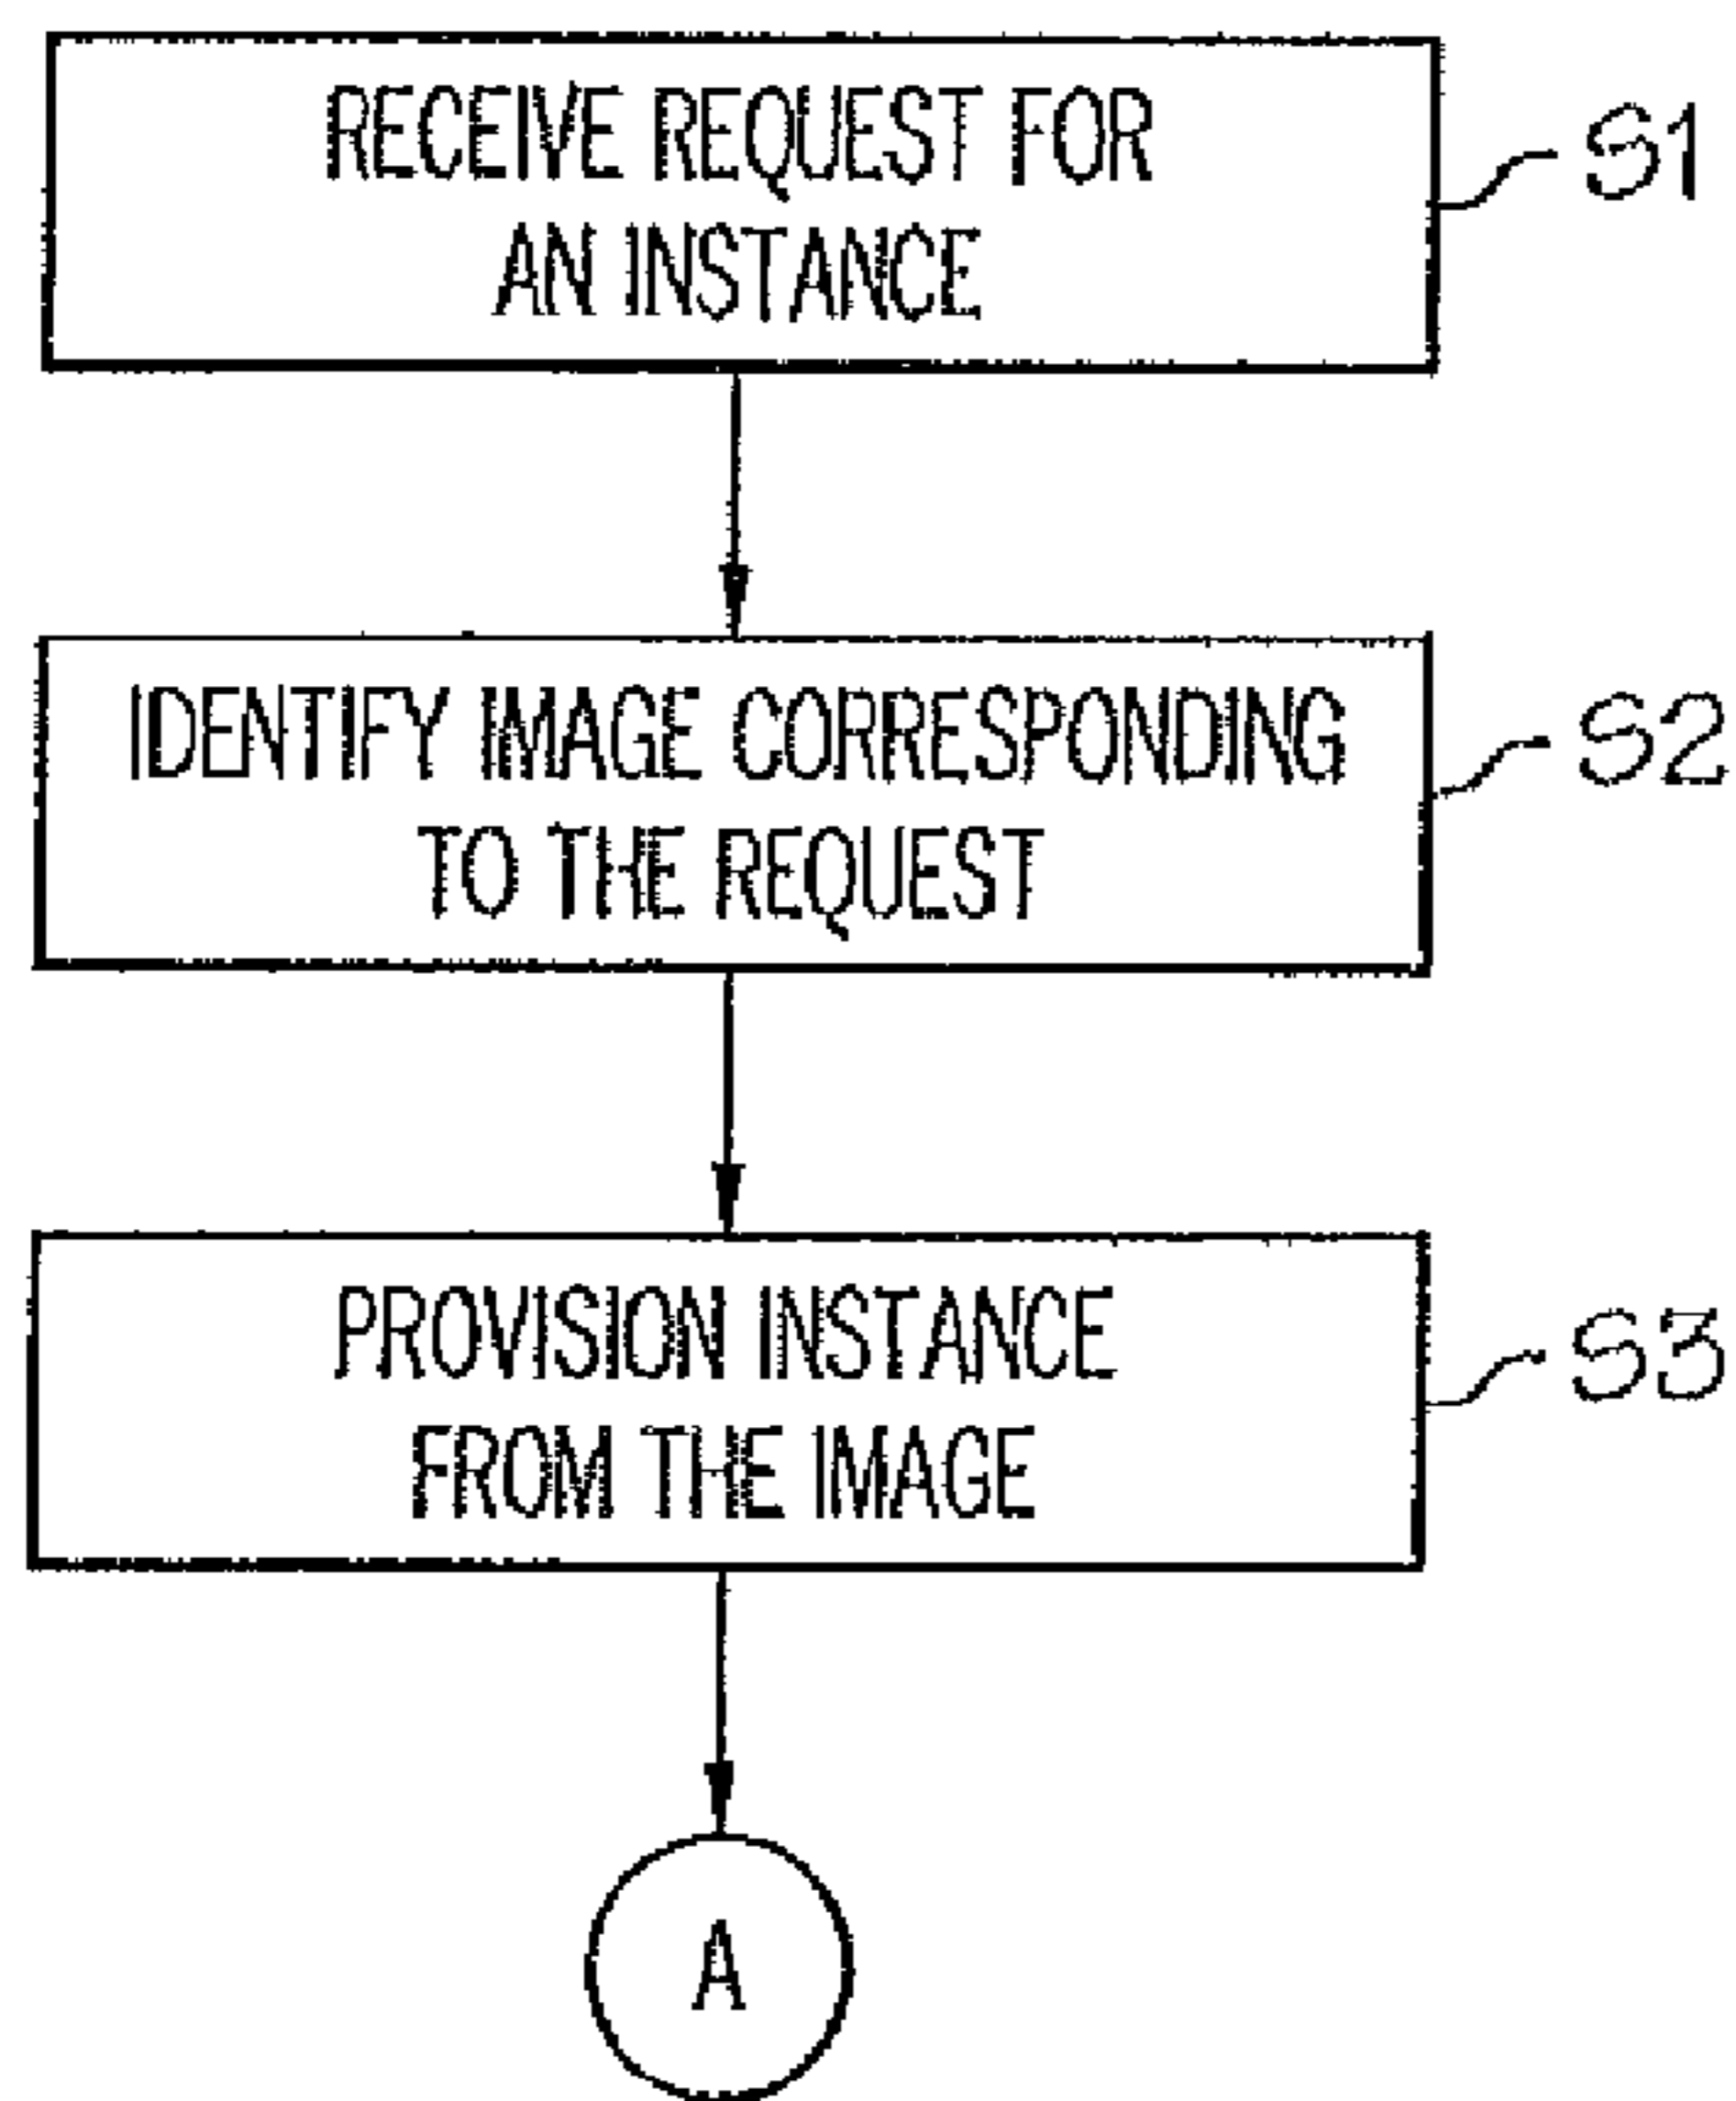 RECEIVE REQUEST FOR
AN INSTANCE
S1
IDENTIFY IMAGE CORRESPONDING
TO THE REQUEST
S2
PROVISION INSTANCE
FROM THE IMAGE
S3
A